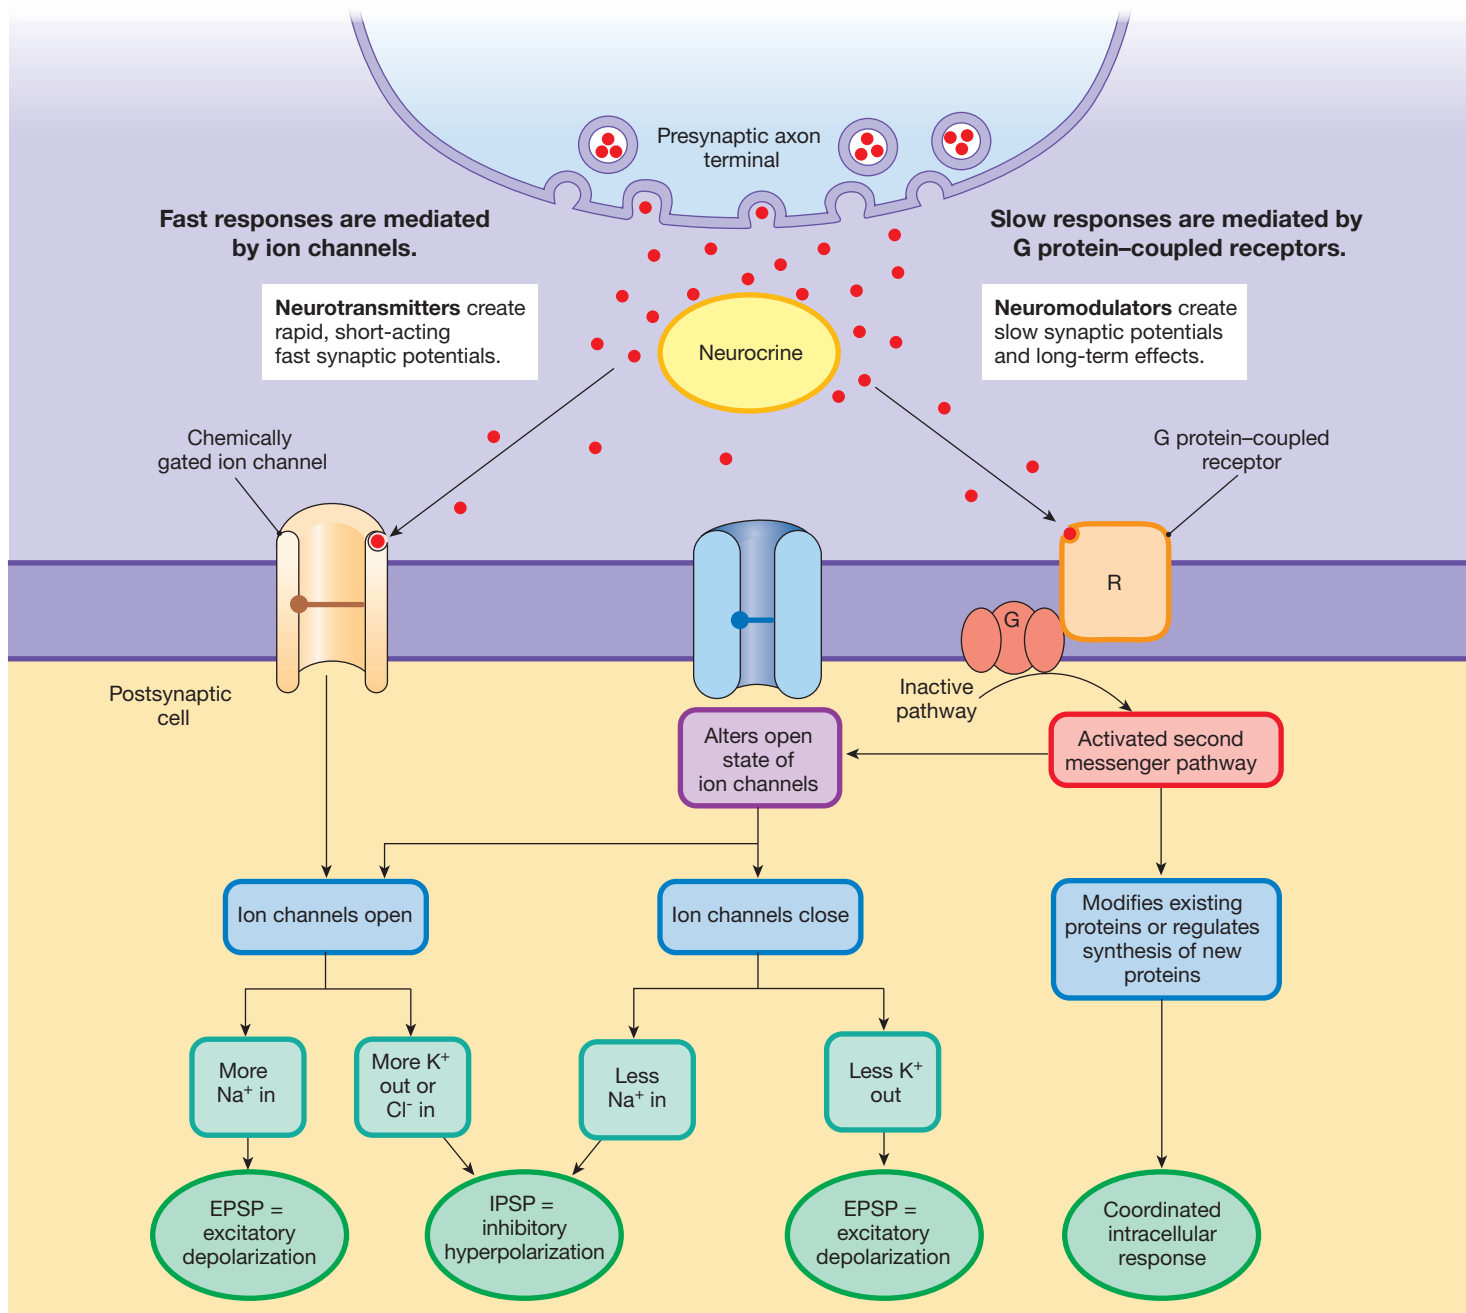 Presynaptic axon
terminal
Fast responses are mediated
by ion channels.
Slow responses are mediated by
G protein–coupled receptors.
Neurotransmitters create
rapid, short-acting
fast synaptic potentials.
Neurocrine
Neuromodulators create
slow synaptic potentials
and long-term effects.
Chemically
gated ion channel
G protein–coupled
receptor
R
G
Postsynaptic
cell
Inactive
pathway
Alters open
state of
ion channels
Activated second
messenger pathway
Ion channels open
Ion channels close
Modifies existing
proteins or regulates
synthesis of new
proteins
More
Na⁺ in
More K⁺
out or
Cl⁻ in
Less
Na⁺ in
Less K⁺
out
EPSP =
excitatory
depolarization
IPSP =
inhibitory
hyperpolarization
EPSP =
excitatory
depolarization
Coordinated
intracellular
response